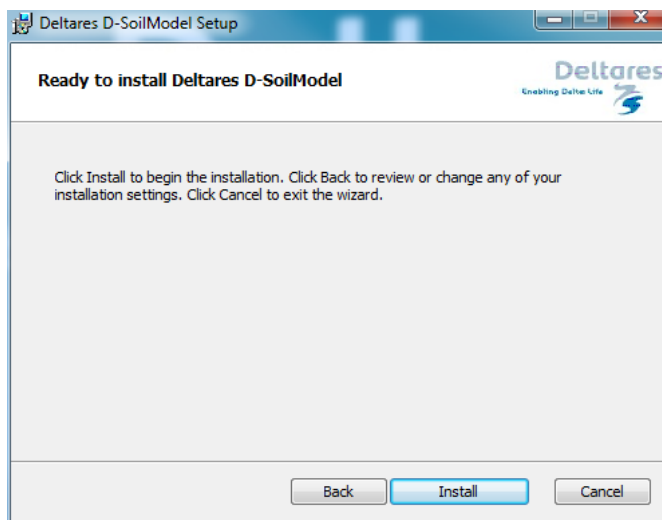 Deltares D-SoilModel Setup
Ready to install Deltares D-SoilModel
Deltares
Enabling Delta Life
Click Install to begin the installation. Click Back to review or change any of your
installation settings. Click Cancel to exit the wizard.
Back
Install
Cancel